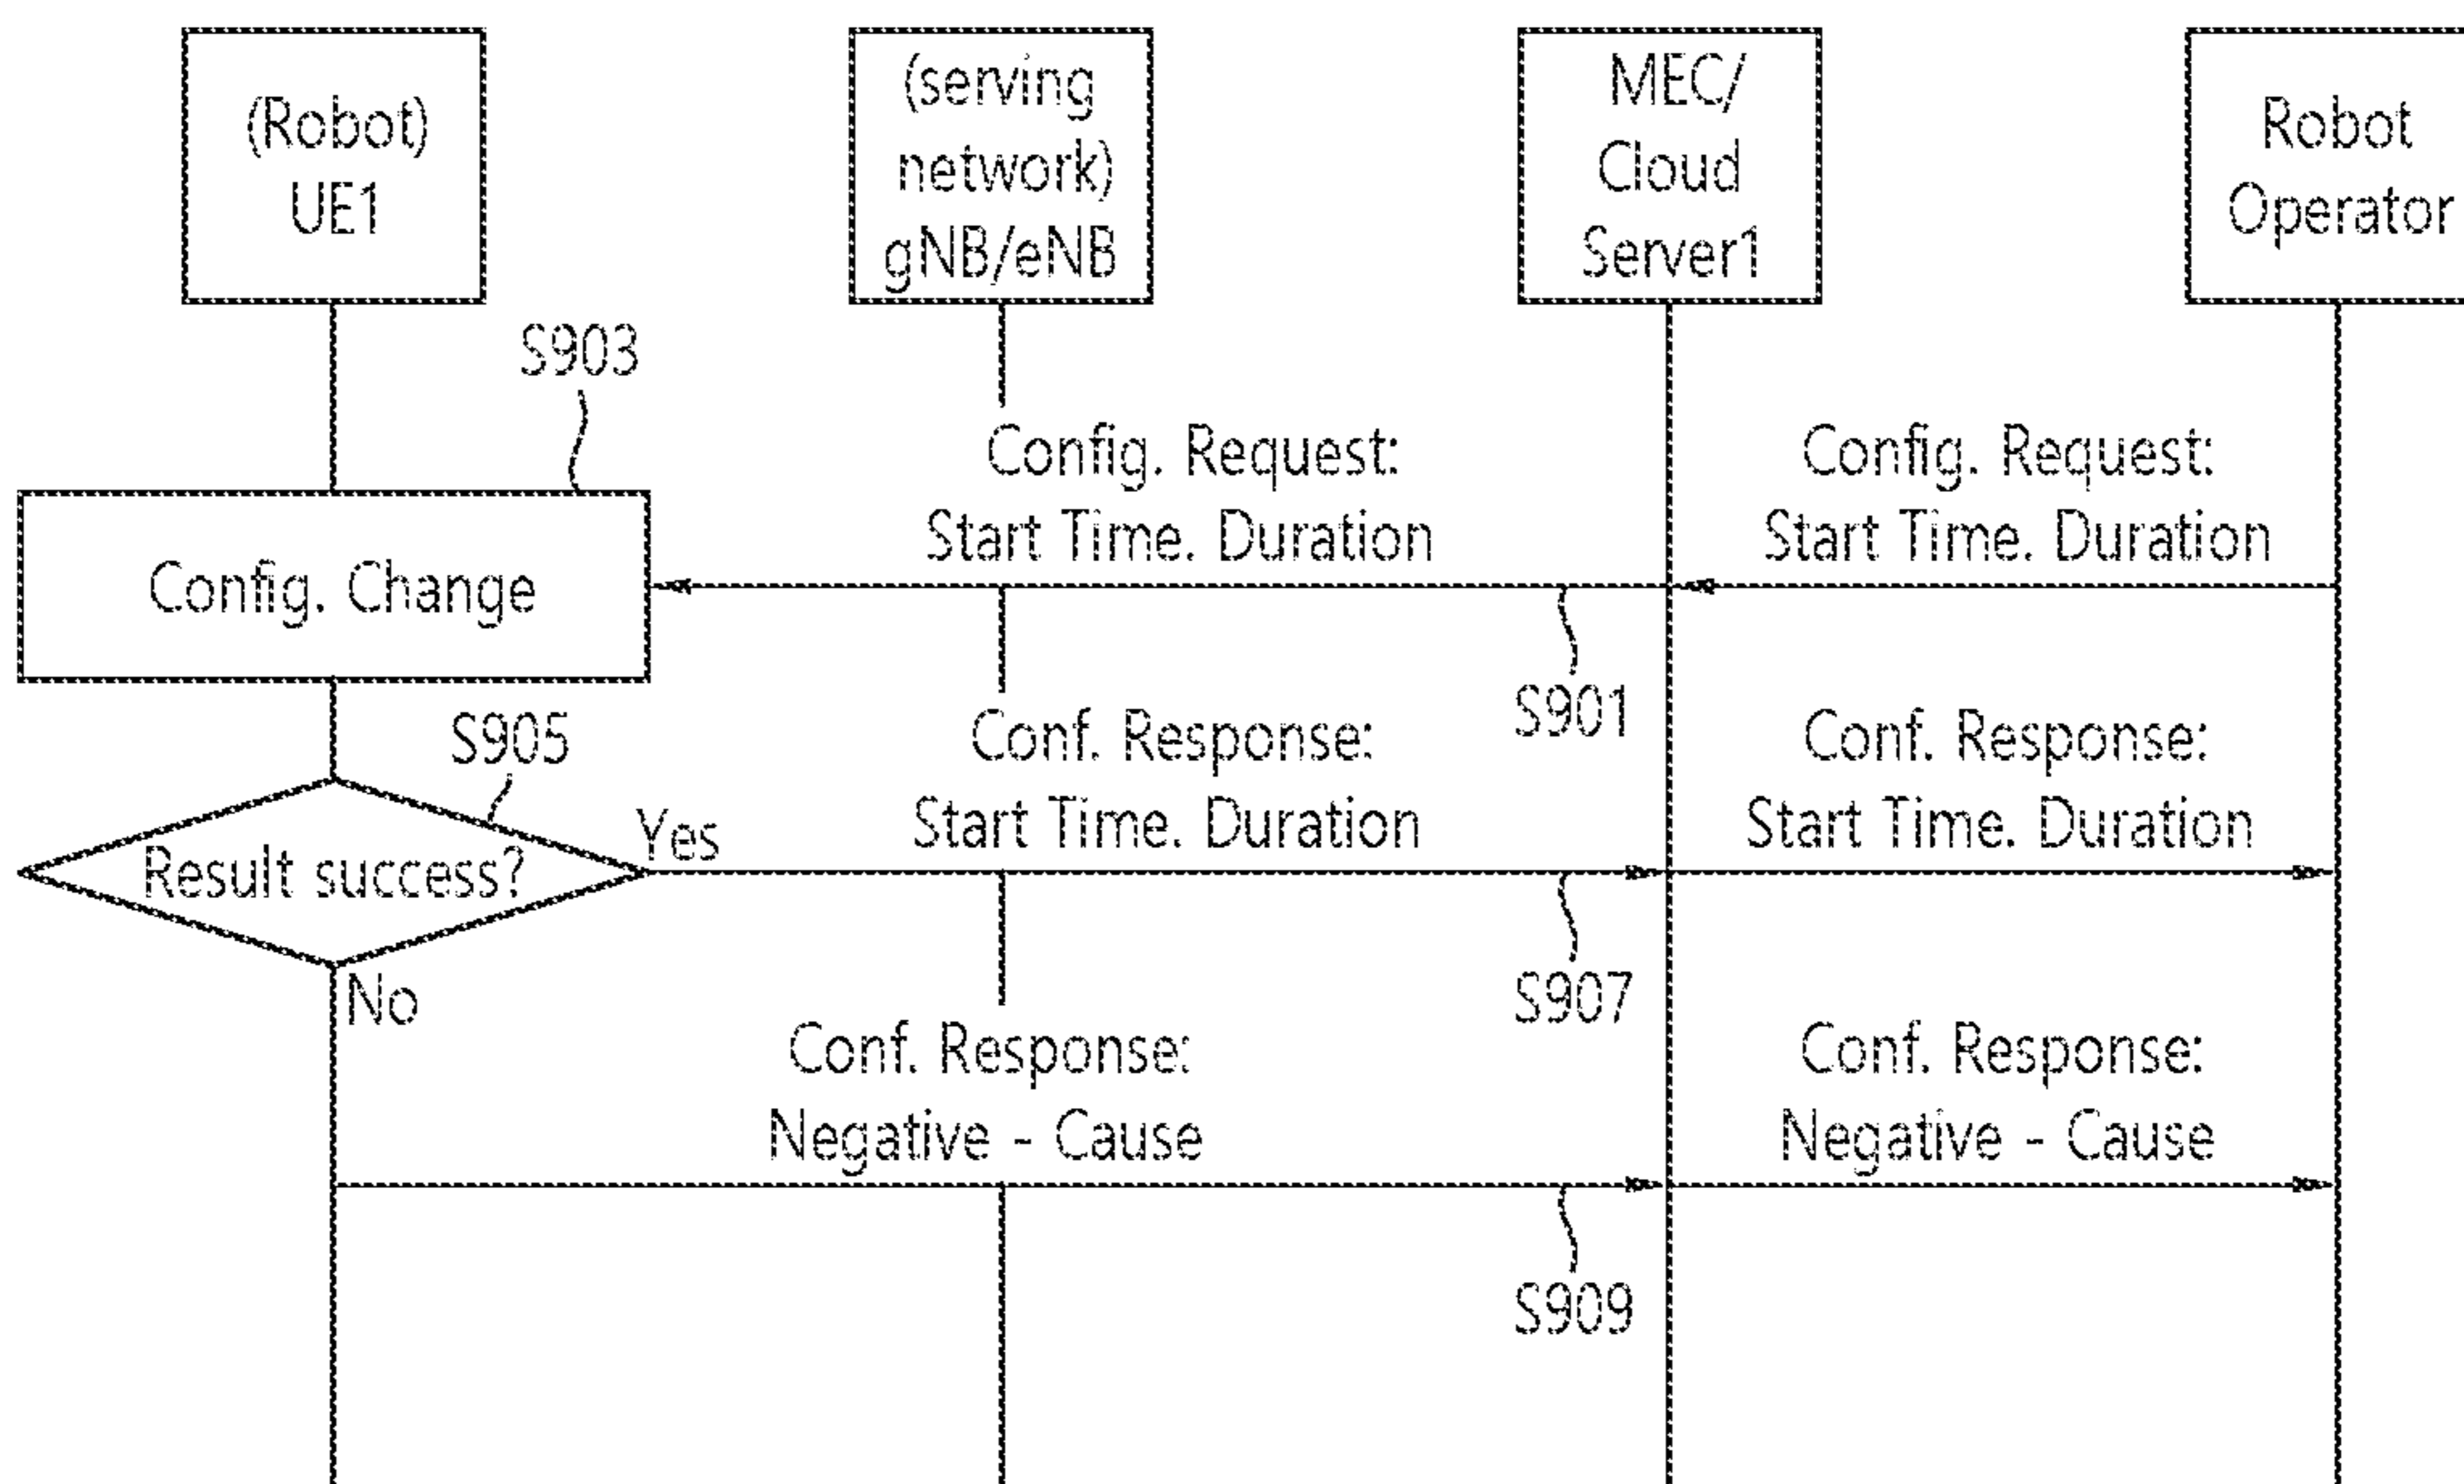 (Robot)
UE1
(serving
network)
gNB/eNB
MEC/
Cloud
Server1
Robot
Operator
S903
Config. Request:
Start Time. Duration
Config. Request:
Start Time. Duration
Config. Change
S901
S905
Conf. Response:
Start Time. Duration
Conf. Response:
Start Time. Duration
Yes
Result success?
S907
No
Conf. Response:
Negative - Cause
Conf. Response:
Negative - Cause
S909